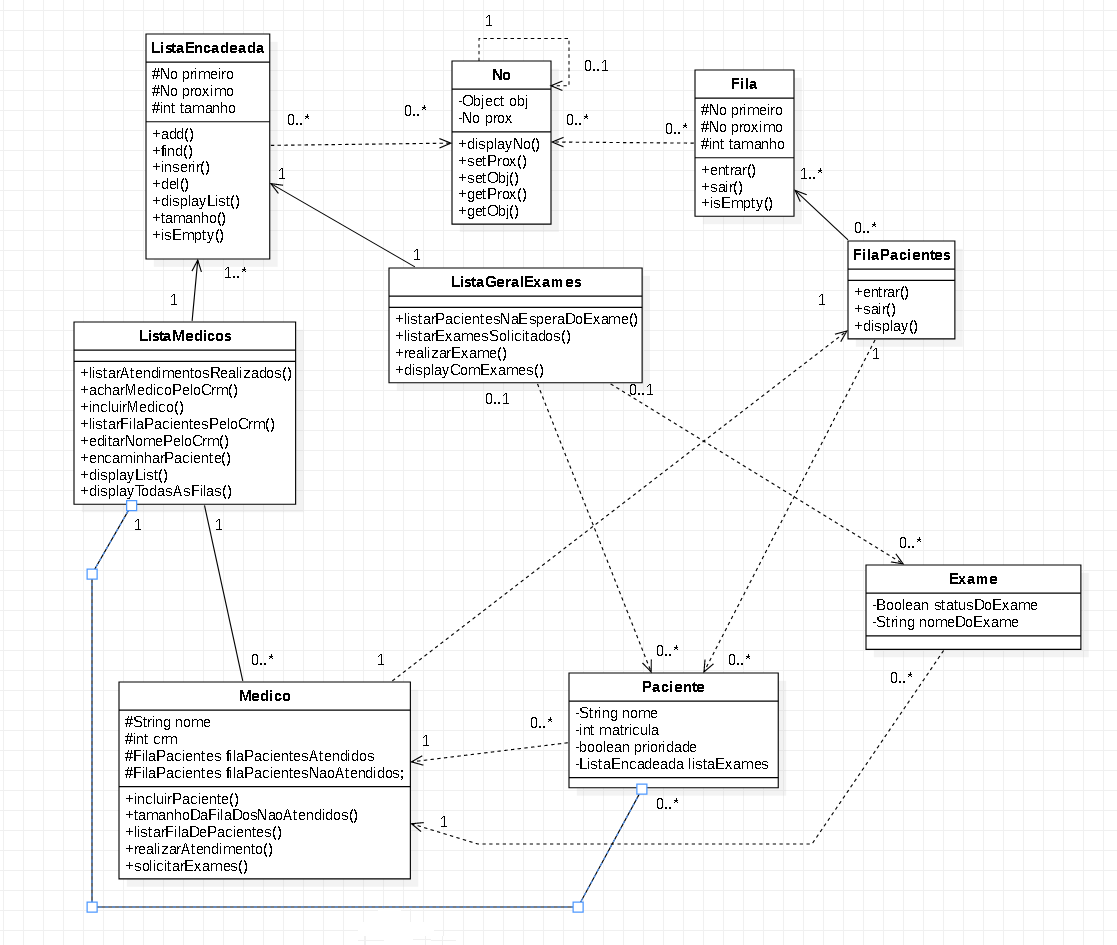 ListaEncadeada
#No primeiro
#No proximo
#int tamanho
+add()
+find()
+inserir()
+del()
+displayList()
+tamanho()
+isEmpty()
0..*
0..*
1
0..1
No
-Object obj
-No prox
+displayNo()
+setProx()
+setObj()
+getProx()
+getObj()
0..*
0..*
Fila
#No primeiro
#No proximo
#int tamanho
+entrar()
+sair()
+isEmpty()
1..*
0..*
FilaPacientes
+entrar()
+sair()
+display()
1
1
1
1
ListaGeralExames
+listarPacientesNaEsperaDoExame()
+listarExamesSolicitados()
+realizarExame()
+displayComExames()
0..1
0..1
1..*
1
ListaMedicos
+listarAtendimentosRealizados()
+acharMedicoPeloCrm()
+incluirMedico()
+listarFilaPacientesPeloCrm()
+editarNomePeloCrm()
+encaminharPaciente()
+displayList()
+displayTodasAsFilas()
1
1
0..*
Exame
-Boolean statusDoExame
-String nomeDoExame
0..*
0..*
1
Medico
#String nome
#int crm
#FilaPacientes filaPacientesAtendidos
#FilaPacientes filaPacientesNaoAtendidos;
+incluirPaciente()
+tamanhoDaFilaDosNaoAtendidos()
+listarFilaDePacientes()
+realizarAtendimento()
+solicitarExames()
1
0..*
1
0..*
0..*
Paciente
-String nome
-int matricula
-boolean prioridade
-ListaEncadeada listaExames
0..*